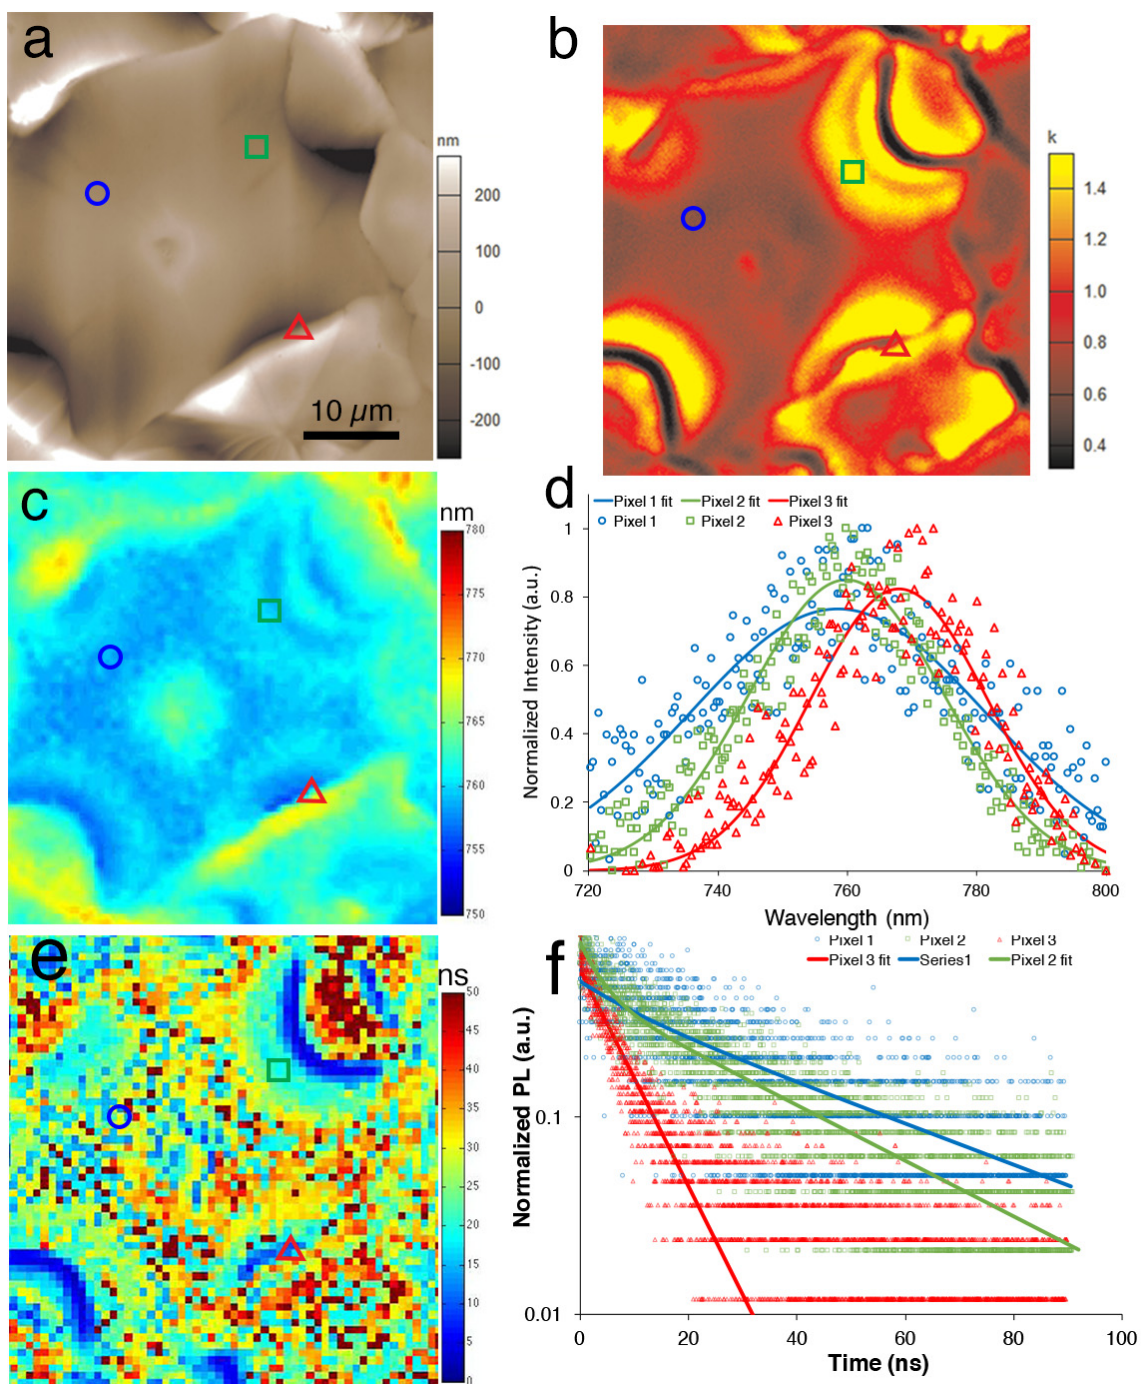 a
nm
200
100
0
-100
-200
10 µm
b
k
1.4
1.2
1.0
0.8
0.6
0.4
c
nm
780
775
770
765
760
755
750
d
Pixel 1 fit Pixel 2 fit Pixel 3 fit
Pixel 1 Pixel 2 Pixel 3
Normalized Intensity (a.u.)
1
0.8
0.6
0.4
0.2
0
720 740 760 780 800
Wavelength (nm)
e
ns
50
45
40
35
30
25
20
15
10
5
0
f
Pixel 1 Pixel 2 Pixel 3
Pixel 3 fit Series1 Pixel 2 fit
Normalized PL (a.u.)
0.1
0.01
0 20 40 60 80 100
Time (ns)